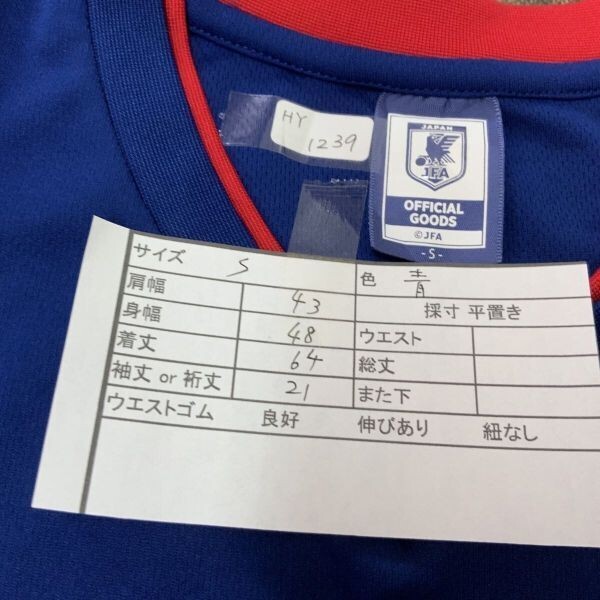 HY
1239
JAPAN
JFA
OFFICIAL
GOODS
©JFA
-S-
サイズ S 色 青
肩幅 43 採寸 平置き
身幅 48 ウエスト
着丈 64 総丈
袖丈 or 裄丈 21 また下
ウエストゴム 良好 伸びあり 紐なし